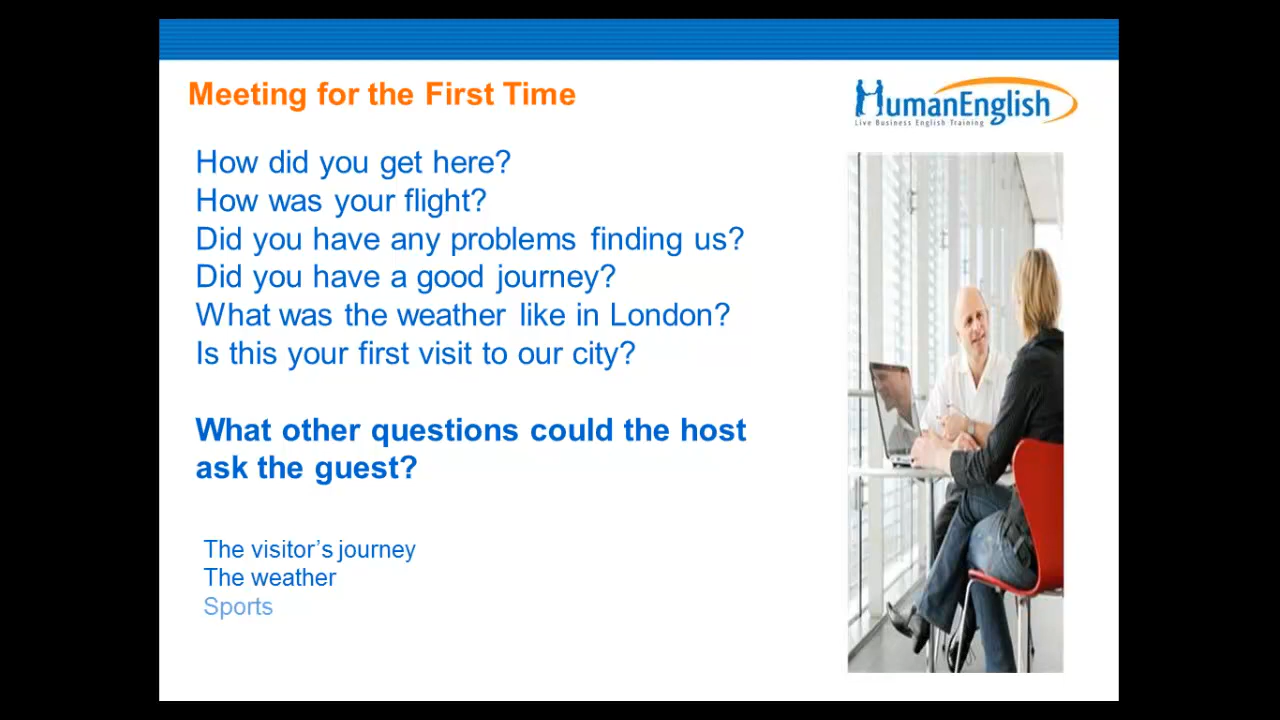 Meeting for the First Time
HumanEnglish
Live Business English Training
How did you get here?
How was your flight?
Did you have any problems finding us?
Did you have a good journey?
What was the weather like in London?
Is this your first visit to our city?
What other questions could the host
ask the guest?
The visitor’s journey
The weather
Sports